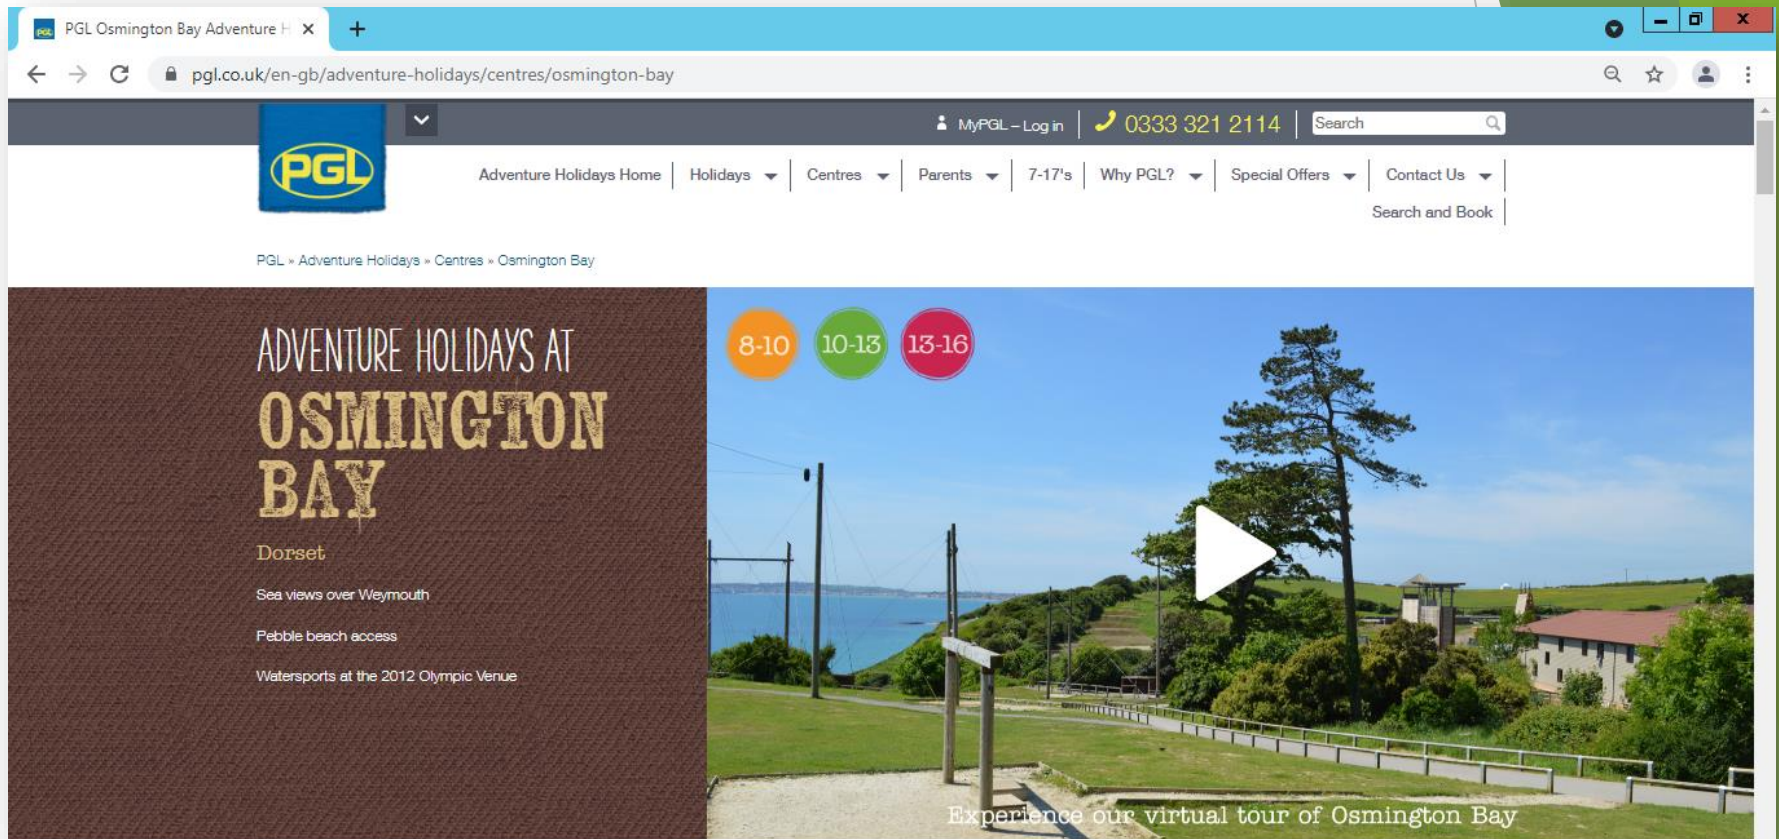 PGL Osmington Bay Adventure H
pgl.co.uk/en-gb/adventure-holidays/centres/osmington-bay
MyPGL – Log in
0333 321 2114
Search
PGL
Adventure Holidays Home
Holidays
Centres
Parents
7-17's
Why PGL?
Special Offers
Contact Us
Search and Book
PGL » Adventure Holidays » Centres » Osmington Bay
ADVENTURE HOLIDAYS AT
OSMINGTON
BAY
Dorset
Sea views over Weymouth
Pebble beach access
Watersports at the 2012 Olympic Venue
8-10
10-13
13-16
Experience our virtual tour of Osmington Bay